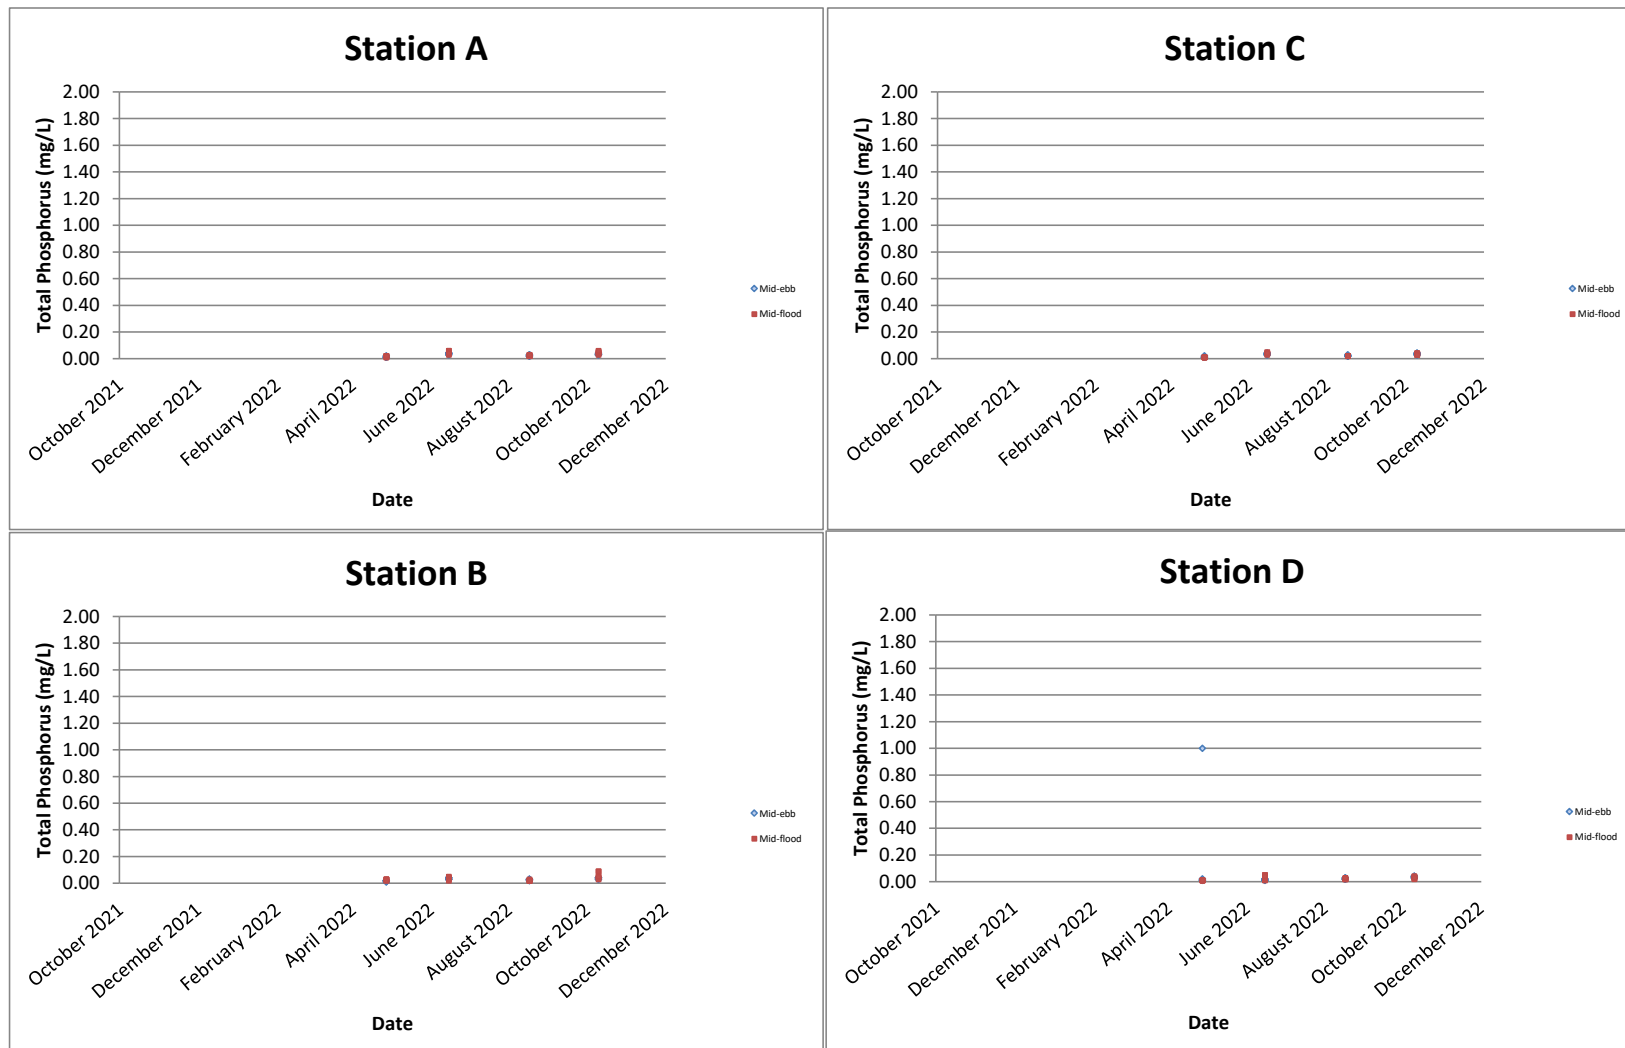 Station A
Total Phosphorus (mg/L)
2.00
1.80
1.60
1.40
1.20
1.00
0.80
0.60
0.40
0.20
0.00
October 2021
December 2021
February 2022
April 2022
June 2022
August 2022
October 2022
December 2022
Date
Mid-ebb
Mid-flood
Station C
Total Phosphorus (mg/L)
2.00
1.80
1.60
1.40
1.20
1.00
0.80
0.60
0.40
0.20
0.00
October 2021
December 2021
February 2022
April 2022
June 2022
August 2022
October 2022
December 2022
Date
Mid-ebb
Mid-flood
Station B
Total Phosphorus (mg/L)
2.00
1.80
1.60
1.40
1.20
1.00
0.80
0.60
0.40
0.20
0.00
October 2021
December 2021
February 2022
April 2022
June 2022
August 2022
October 2022
December 2022
Date
Mid-ebb
Mid-flood
Station D
Total Phosphorus (mg/L)
2.00
1.80
1.60
1.40
1.20
1.00
0.80
0.60
0.40
0.20
0.00
October 2021
December 2021
February 2022
April 2022
June 2022
August 2022
October 2022
December 2022
Date
Mid-ebb
Mid-flood